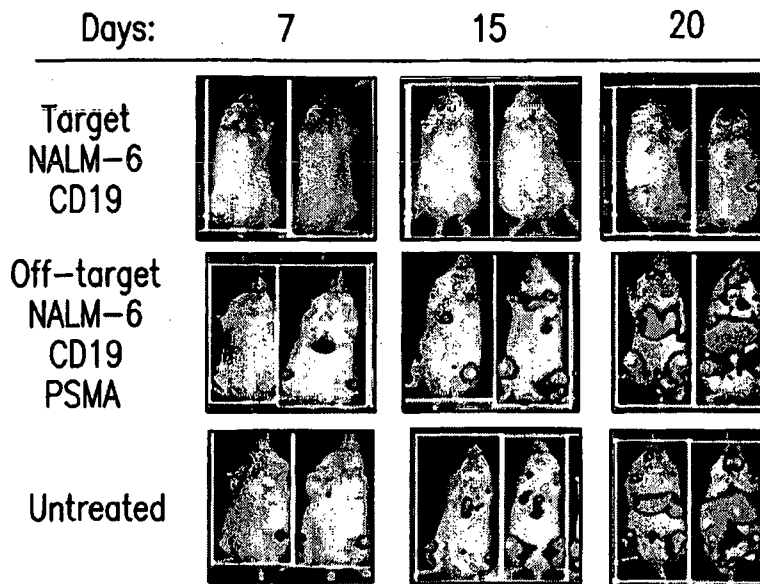 Days: 7 15 20
Target
NALM-6
CD19
Off-target
NALM-6
CD19
PSMA
Untreated